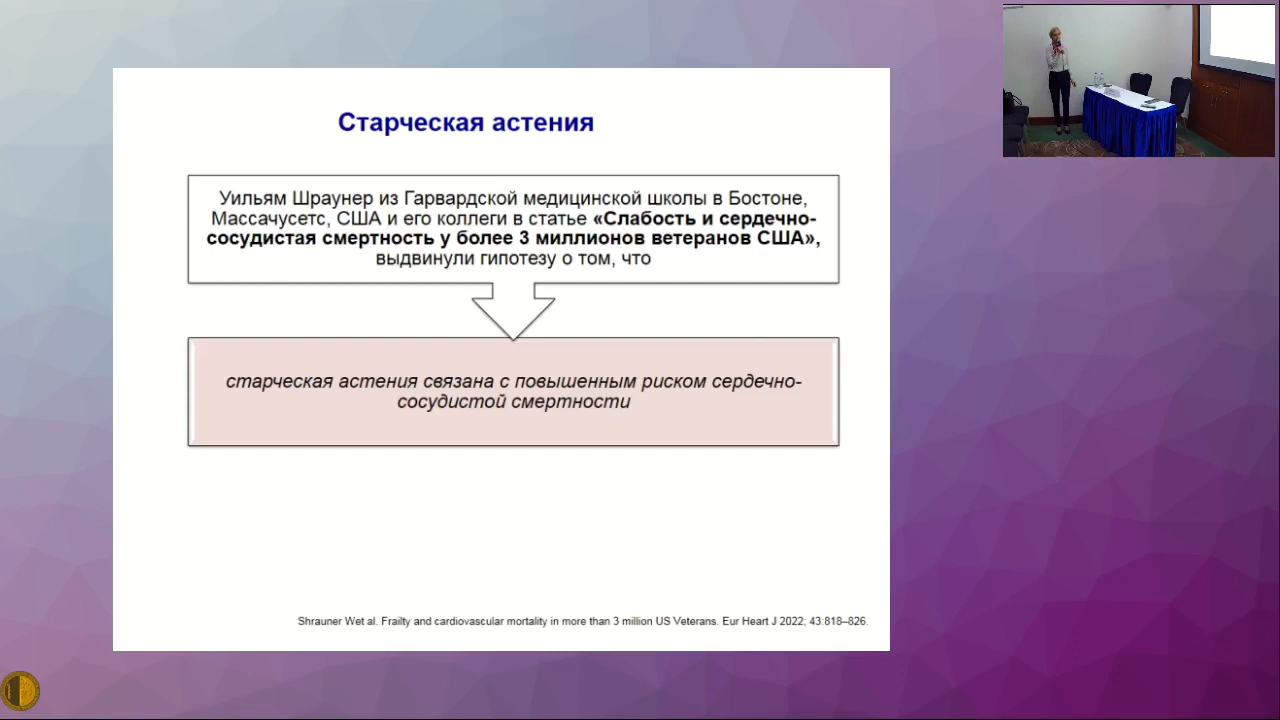 Старческая астения
Уильям Шраунер из Гарвардской медицинской школы в Бостоне,
Массачусетс, США и его коллеги в статье «Слабость и сердечно-
сосудистая смертность у более 3 миллионов ветеранов США»,
выдвинули гипотезу о том, что
старческая астения связана с повышенным риском сердечно-
сосудистой смертности
Shrauner Wet al. Frailty and cardiovascular mortality in more than 3 million US Veterans. Eur Heart J 2022; 43:818–826.